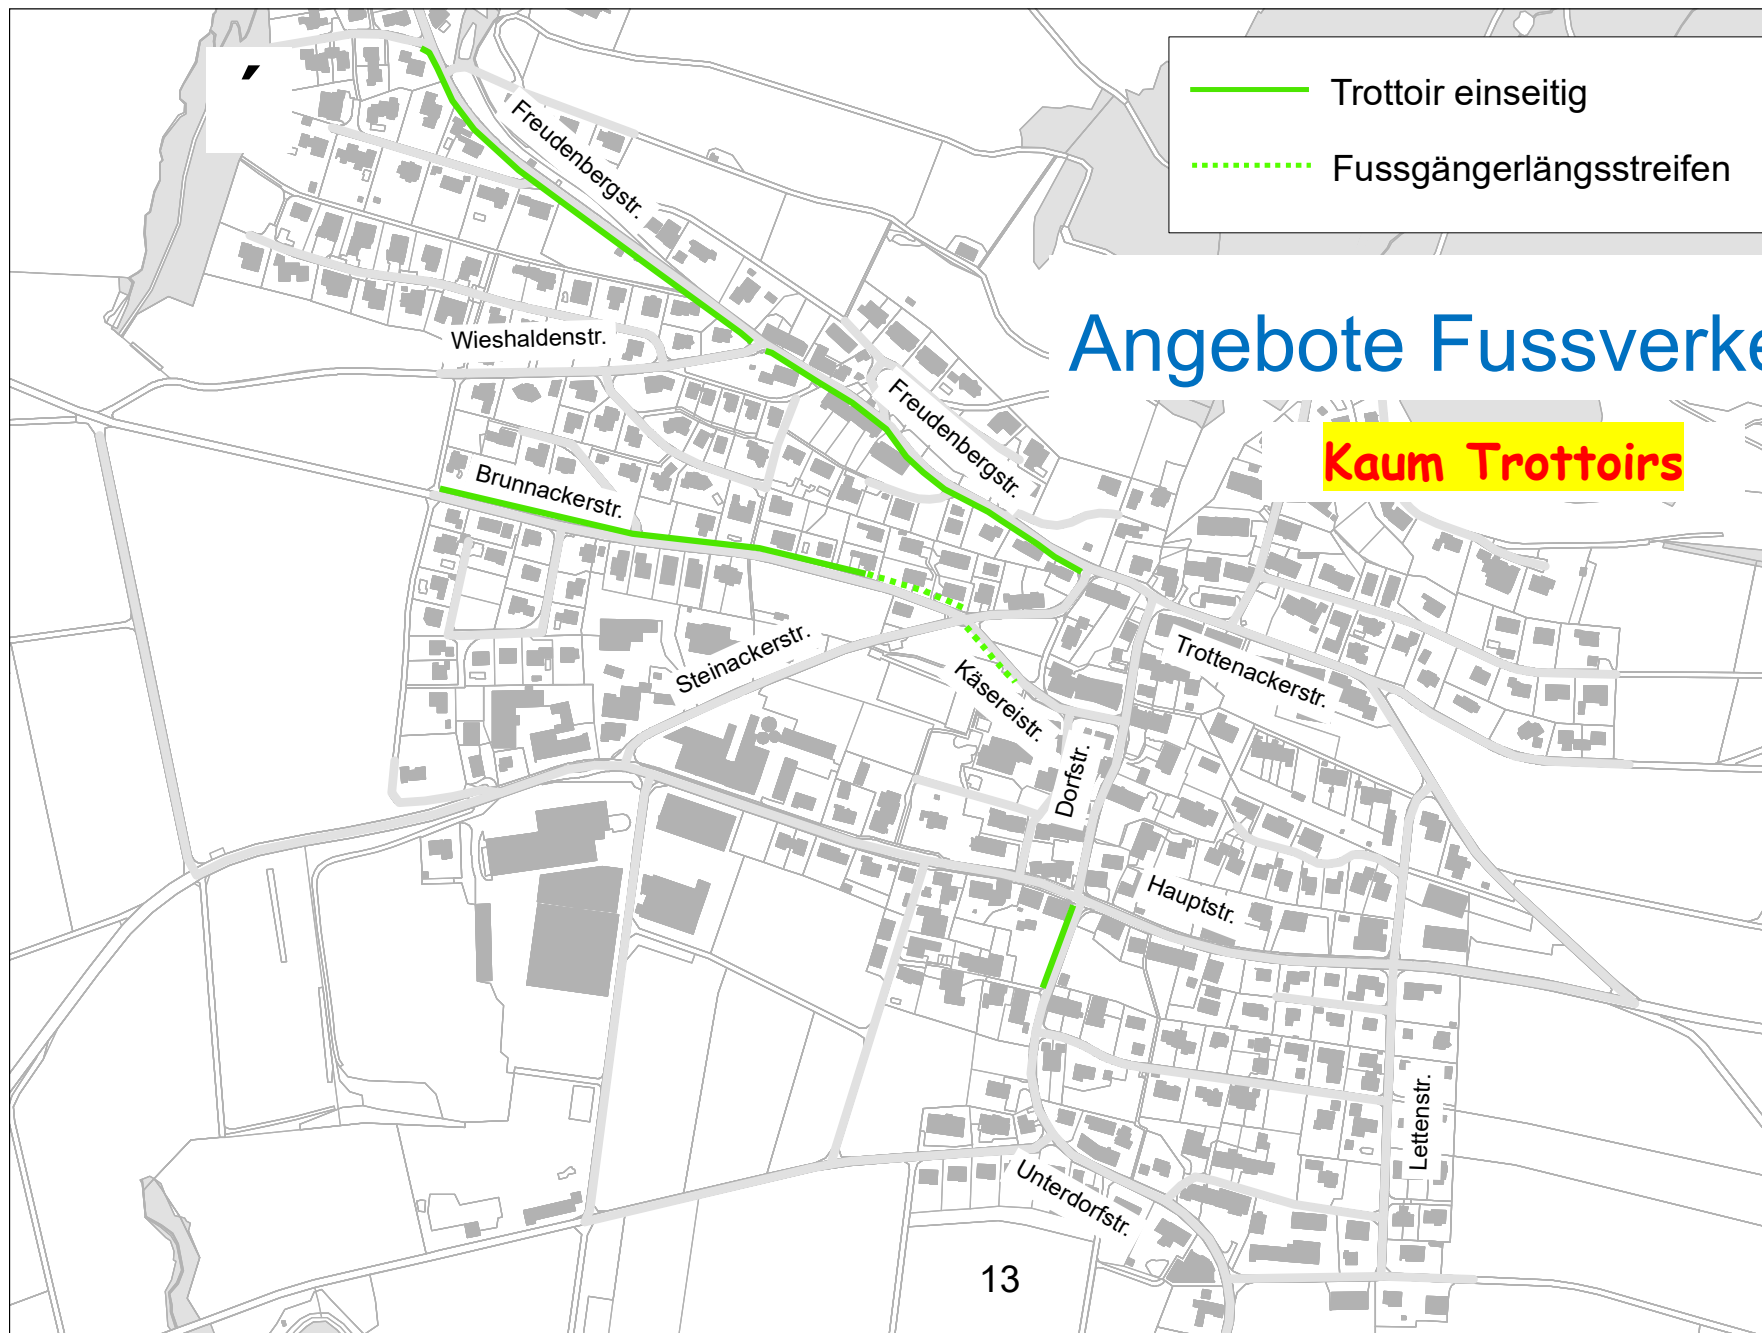 Trottoir einseitig
Fussgängerlängsstreifen
Angebote Fussverke
Kaum Trottoirs
Freudenbergstr.
Wieshaldenstr.
Freudenbergstr.
Brunnackerstr.
Steinackerstr.
Käsereistr.
Trottenackerstr.
Dorfstr.
Hauptstr.
Lettenstr.
Unterdorfstr.
13